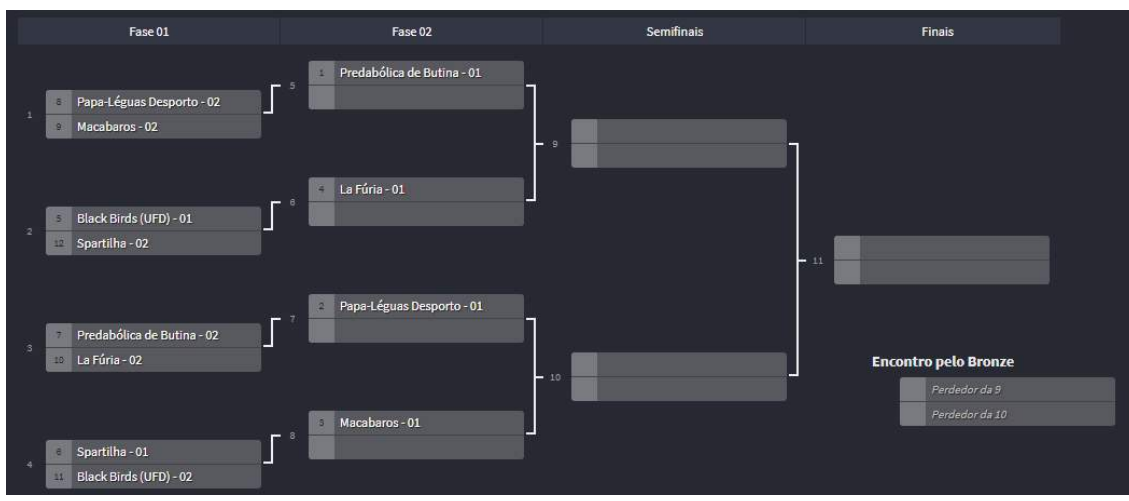 Fase 01
Fase 02
Semifinais
Finais
1
8 Papa-Léguas Desporto - 02
9 Macabaros - 02
2
5 Black Birds (UFD) - 01
12 Spartilha - 02
3
7 Predabólica de Butina - 02
10 La Fúria - 02
4
6 Spartilha - 01
11 Black Birds (UFD) - 02
5
1 Predabólica de Butina - 01
6
4 La Fúria - 01
7
2 Papa-Léguas Desporto - 01
8
3 Macabaros - 01
9
10
11
Encontro pelo Bronze
Perdedor da 9
Perdedor da 10